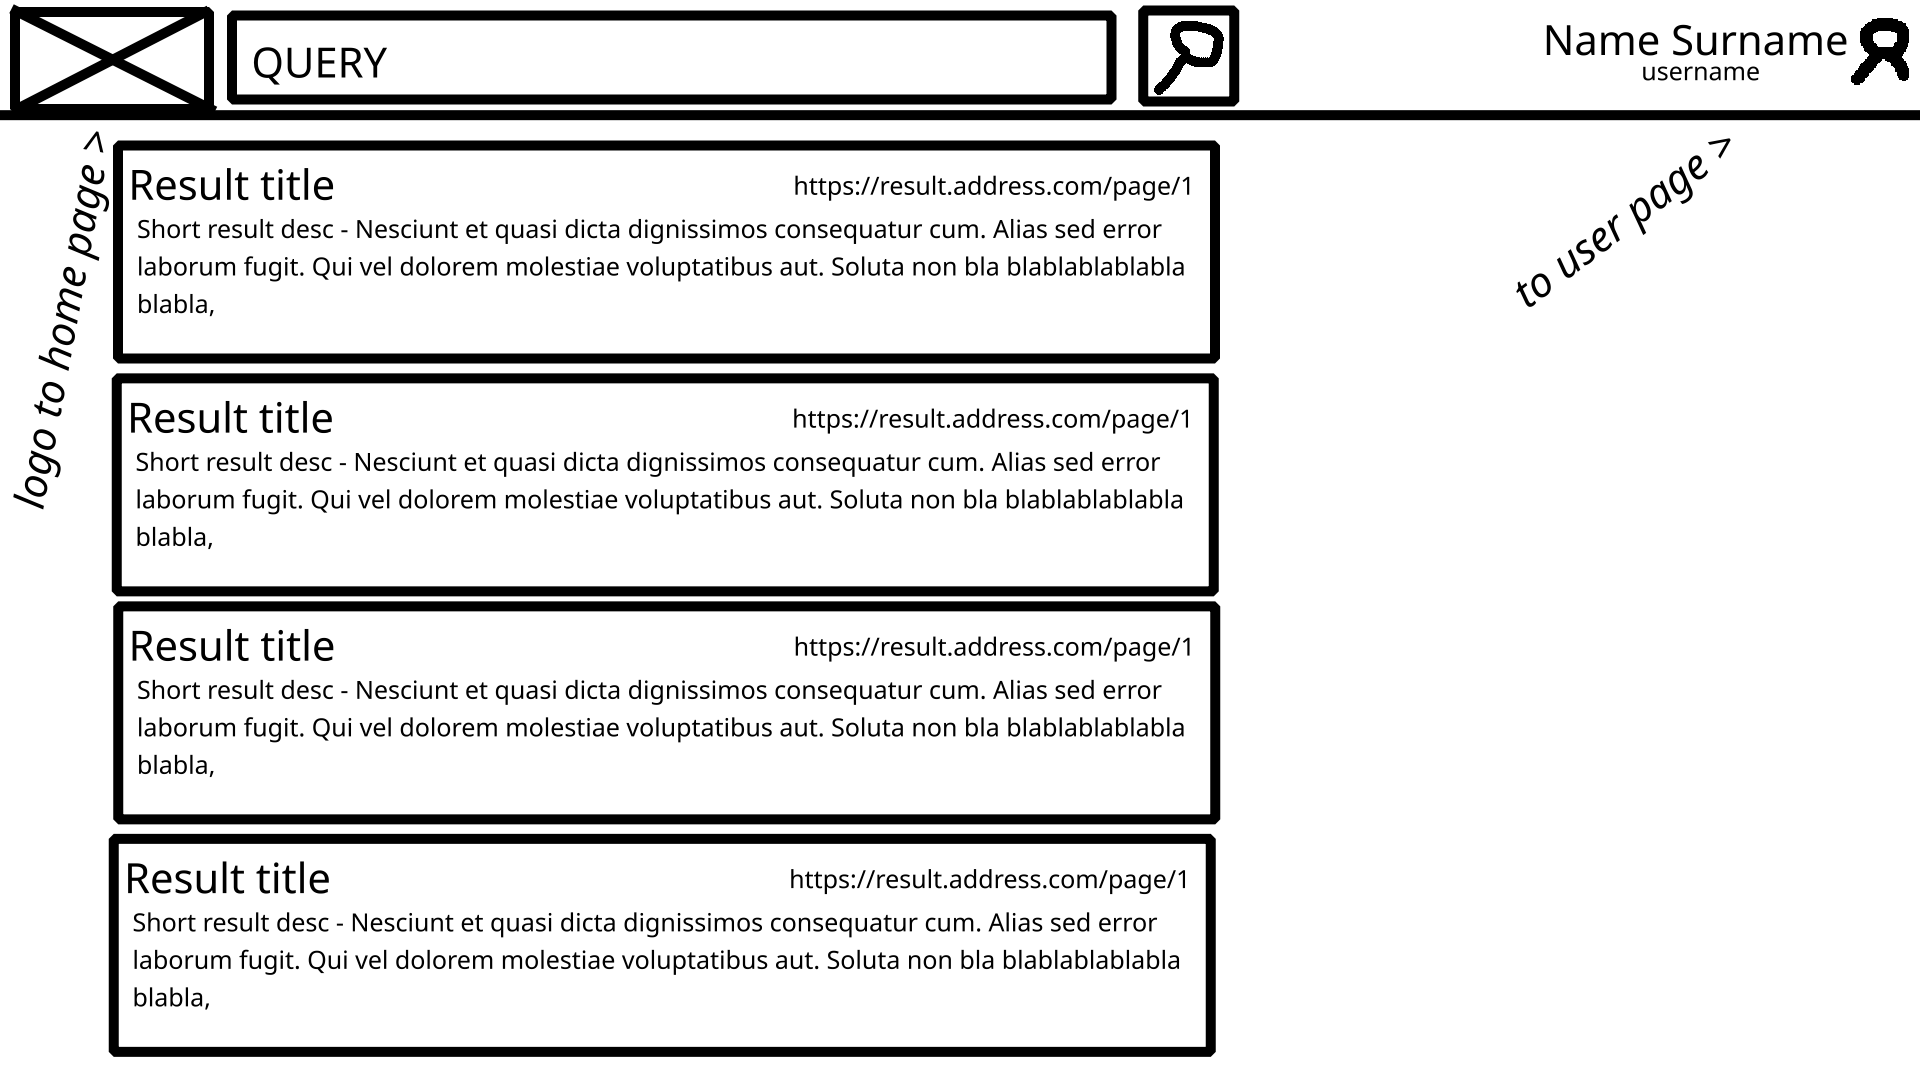 QUERY
Name Surname
username
logo to home page >
to user page >
Result title
https://result.address.com/page/1
Short result desc - Nesciunt et quasi dicta dignissimos consequatur cum. Alias sed error
laborum fugit. Qui vel dolorem molestiae voluptatibus aut. Soluta non bla blablablablabla
blabla,
Result title
https://result.address.com/page/1
Short result desc - Nesciunt et quasi dicta dignissimos consequatur cum. Alias sed error
laborum fugit. Qui vel dolorem molestiae voluptatibus aut. Soluta non bla blablablablabla
blabla,
Result title
https://result.address.com/page/1
Short result desc - Nesciunt et quasi dicta dignissimos consequatur cum. Alias sed error
laborum fugit. Qui vel dolorem molestiae voluptatibus aut. Soluta non bla blablablablabla
blabla,
Result title
https://result.address.com/page/1
Short result desc - Nesciunt et quasi dicta dignissimos consequatur cum. Alias sed error
laborum fugit. Qui vel dolorem molestiae voluptatibus aut. Soluta non bla blablablablabla
blabla,